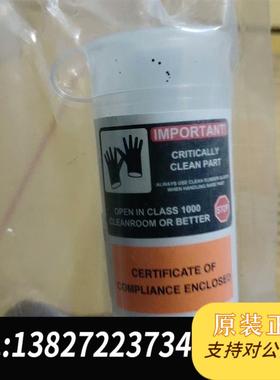 IMPORTANT
CRITICALLY
CLEAN PART
ALWAYS USE CLEAN RUBBER GLOVES
WHEN HANDLING INSIDE PART
OPEN IN CLASS 1000
CLEANROOM OR BETTER
STOP
CERTIFICATE OF
COMPLIANCE ENCLOSED
:13827223734
原装正
支持对公